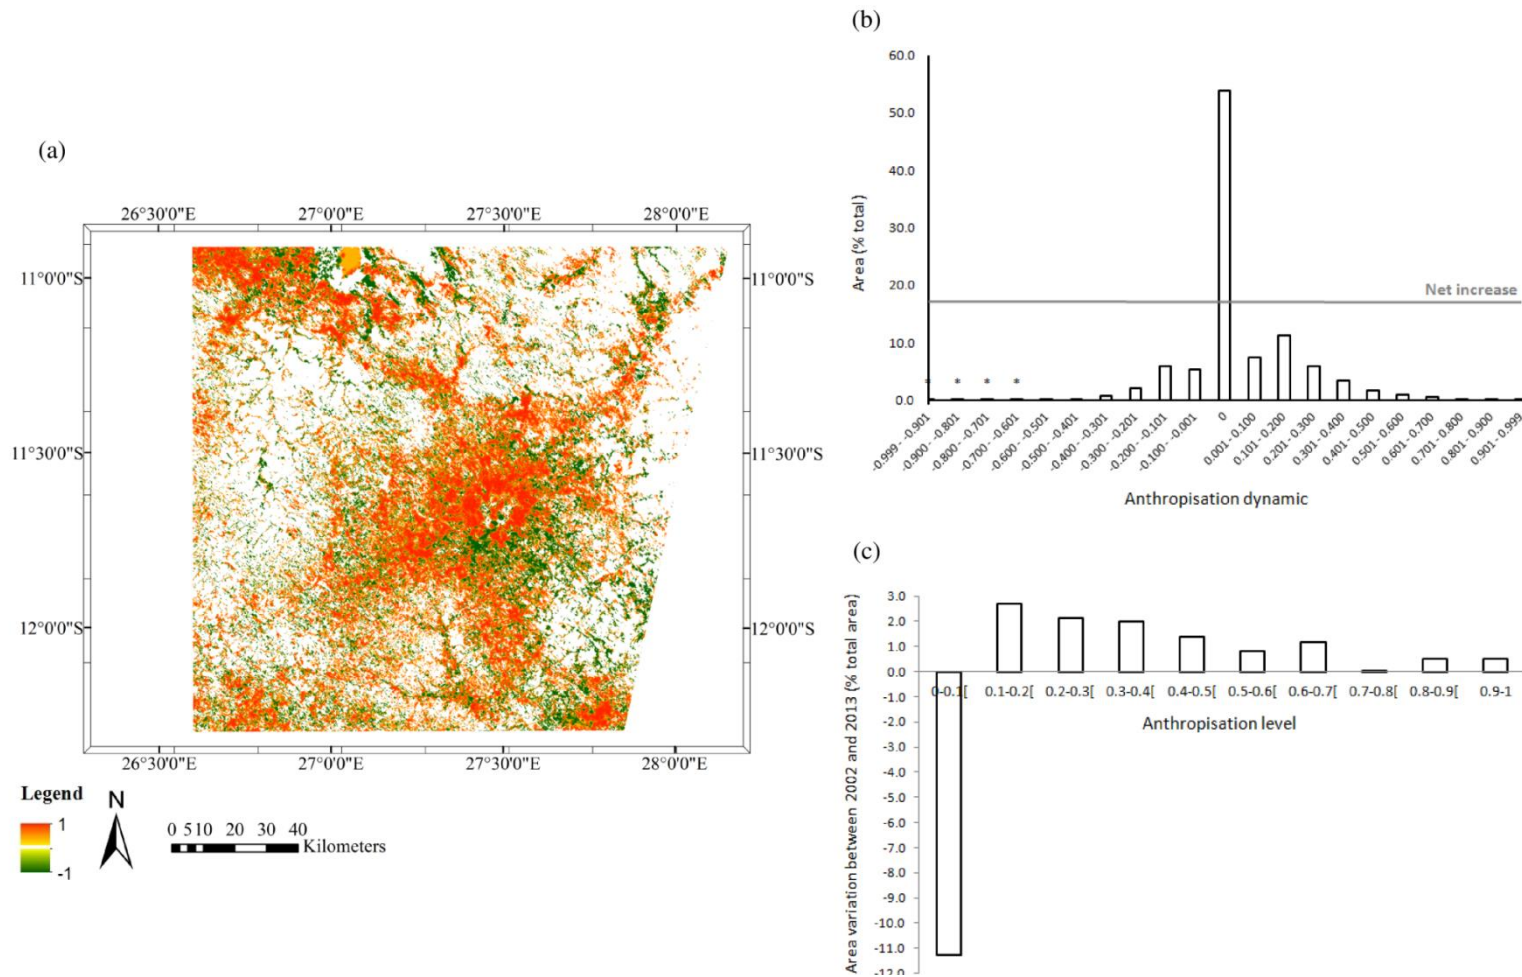 (a)
26°30'0"E 27°0'0"E 27°30'0"E 28°0'0"E
11°0'0"S 11°0'0"S
11°30'0"S 11°30'0"S
12°0'0"S 12°0'0"S
26°30'0"E 27°0'0"E 27°30'0"E 28°0'0"E
Legend
1
-1
N
0 5 10 20 30 40
Kilometers
(b)
60.0
50.0
40.0
30.0
20.0
10.0
0.0
Area (% total)
Net increase
* * * *
-0.999 - -0.901
-0.900 - -0.801
-0.800 - -0.701
-0.700 - -0.601
-0.600 - -0.501
-0.500 - -0.401
-0.400 - -0.301
-0.300 - -0.201
-0.200 - -0.101
-0.100 - -0.001
0
0.001 - 0.100
0.101 - 0.200
0.201 - 0.300
0.301 - 0.400
0.401 - 0.500
0.501 - 0.600
0.601 - 0.700
0.701 - 0.800
0.801 - 0.900
0.901 - 0.999
Anthropisation dynamic
(c)
3.0
2.0
1.0
0.0
-1.0
-2.0
-3.0
-4.0
-5.0
-6.0
-7.0
-8.0
-9.0
-10.0
-11.0
-12.0
Area variation between 2002 and 2013 (% total area)
0-0.1[ 0.1-0.2[ 0.2-0.3[ 0.3-0.4[ 0.4-0.5[ 0.5-0.6[ 0.6-0.7[ 0.7-0.8[ 0.8-0.9[ 0.9-1
Anthropisation level